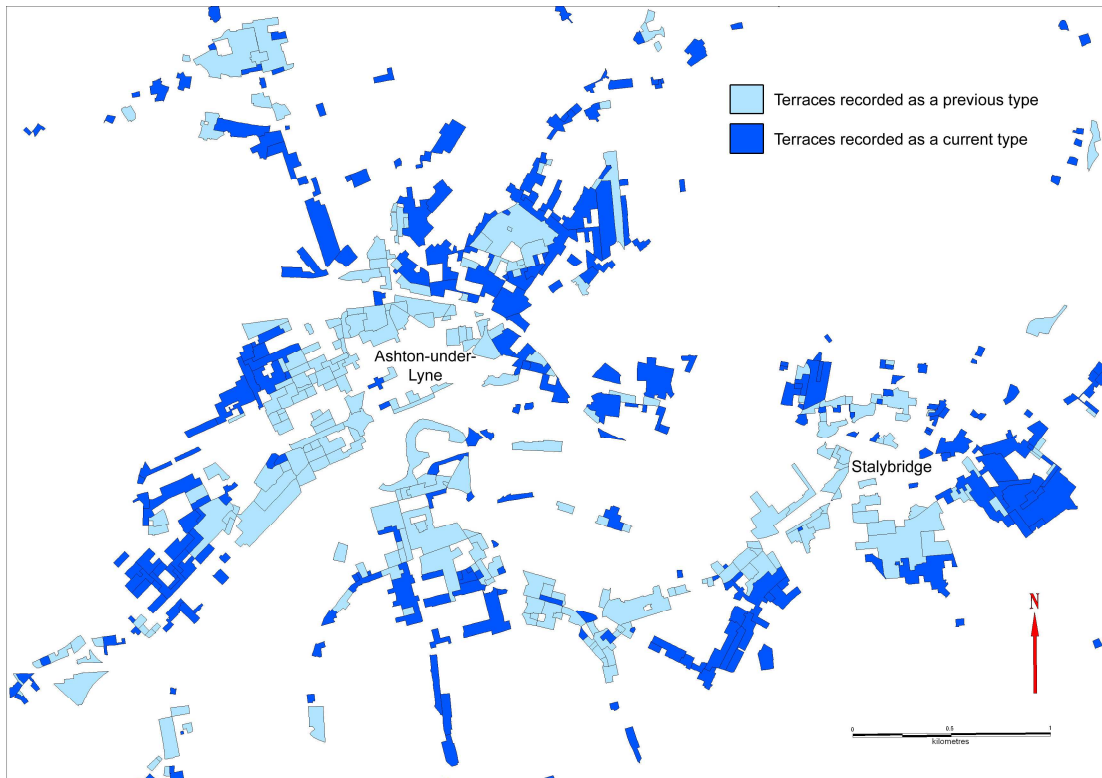 Terraces recorded as a previous type
Terraces recorded as a current type
Ashton-under-
Lyne
Stalybridge
N
0 0.5 1
kilometres